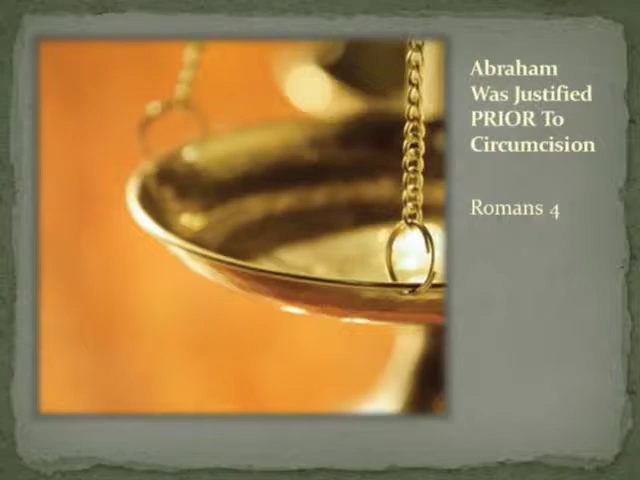 Abraham
Was Justified
PRIOR To
Circumcision
Romans 4